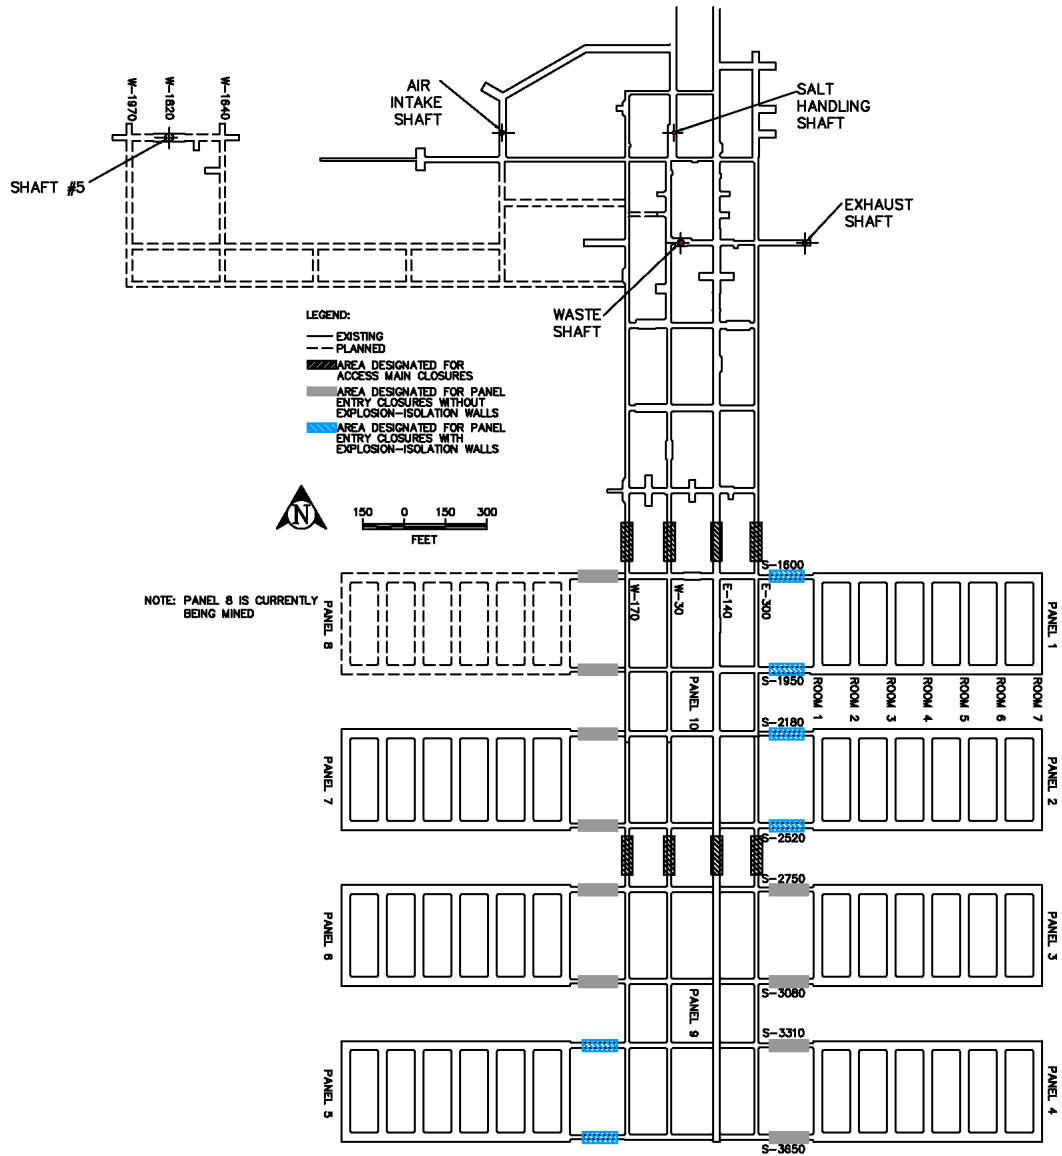 W-1970
W-1820
W-1640
AIR
INTAKE
SHAFT
SALT
HANDLING
SHAFT
SHAFT #5
EXHAUST
SHAFT
WASTE
SHAFT
LEGEND:
EXISTING
PLANNED
AREA DESIGNATED FOR
ACCESS MAIN CLOSURES
AREA DESIGNATED FOR PANEL
ENTRY CLOSURES WITHOUT
EXPLOSION-ISOLATION WALLS
AREA DESIGNATED FOR PANEL
ENTRY CLOSURES WITH
EXPLOSION-ISOLATION WALLS
N
150 0 150 300
FEET
NOTE: PANEL 8 IS CURRENTLY
BEING MINED
PANEL 8
W-170
W-30
E-140
E-300
S-1600
PANEL 1
S-1950
PANEL 10
ROOM 1
ROOM 2
ROOM 3
ROOM 4
ROOM 5
ROOM 6
ROOM 7
S-2180
PANEL 7
PANEL 2
S-2520
S-2750
PANEL 6
PANEL 3
S-3080
PANEL 9
S-3310
PANEL 5
PANEL 4
S-3650